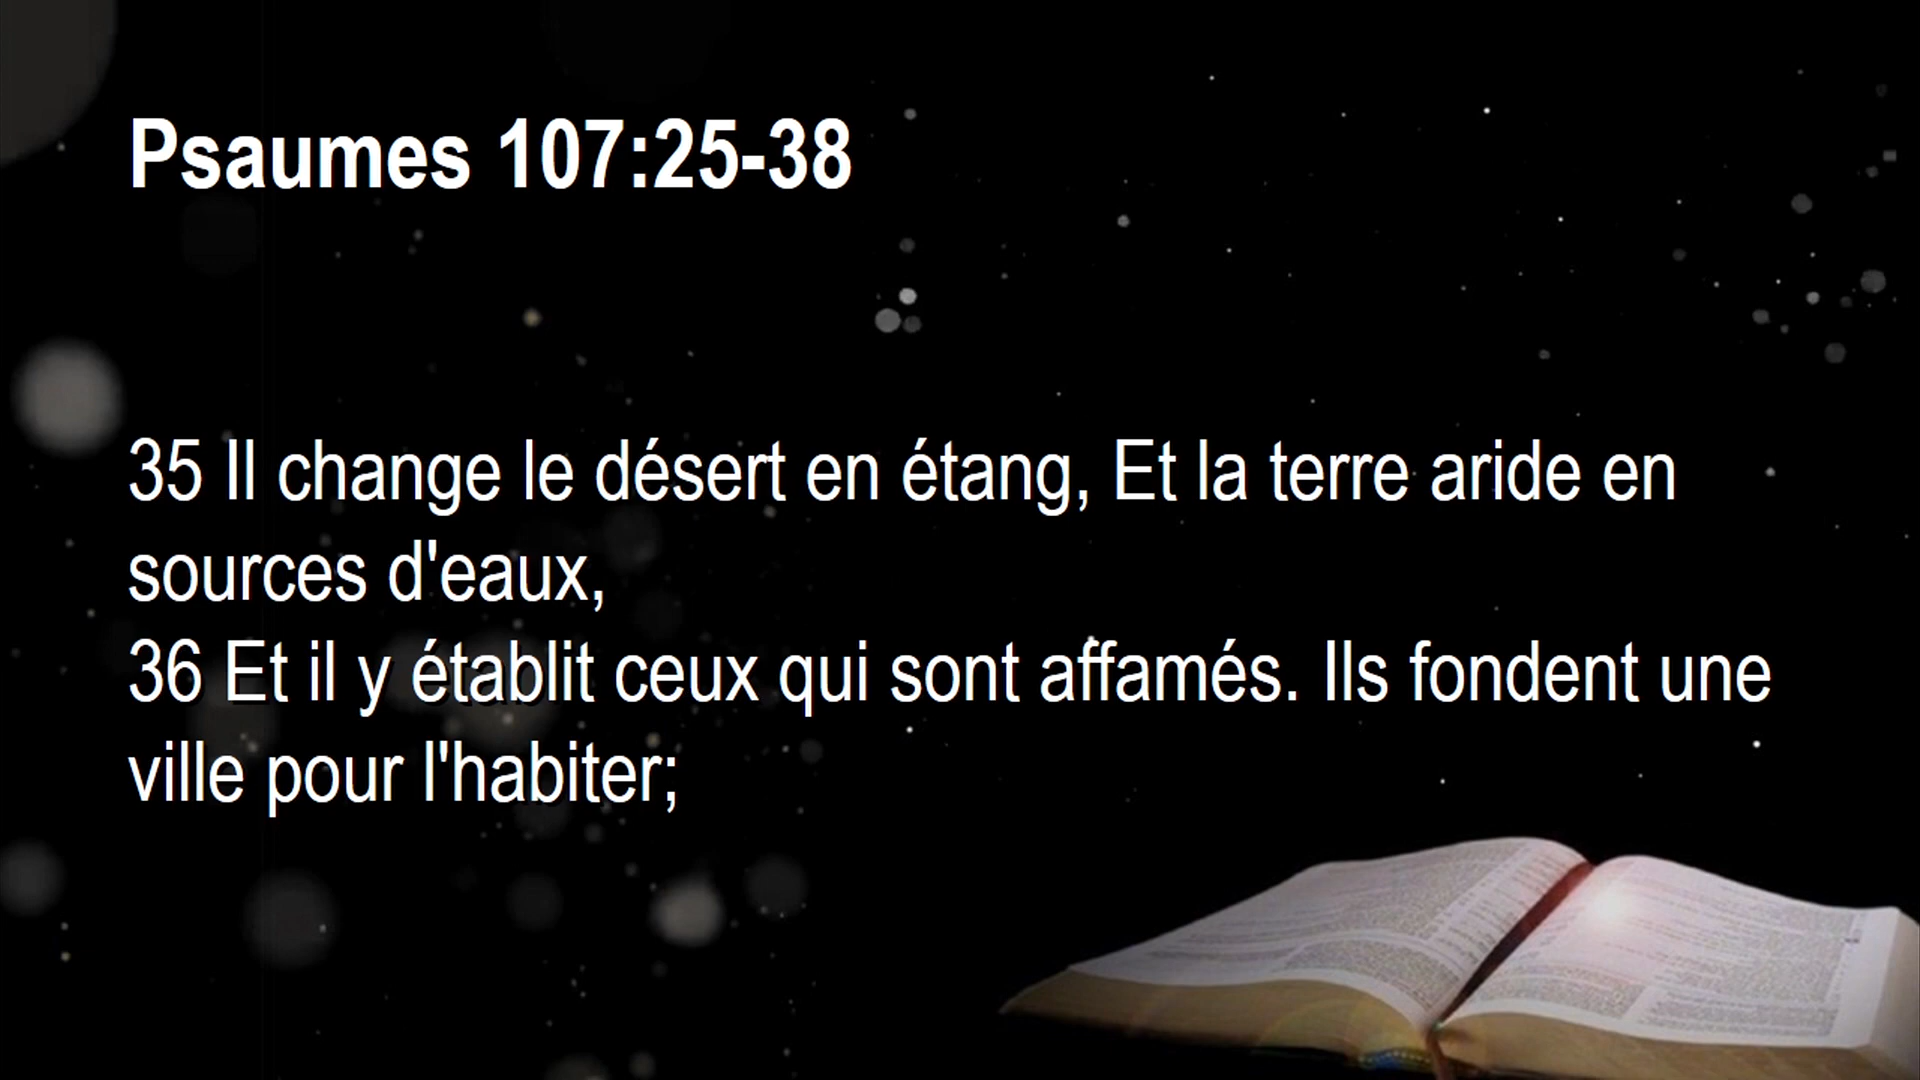 Psaumes 107:25-38
35 Il change le désert en étang, Et la terre aride en
sources d'eaux,
36 Et il y établit ceux qui sont affamés. Ils fondent une
ville pour l'habiter;